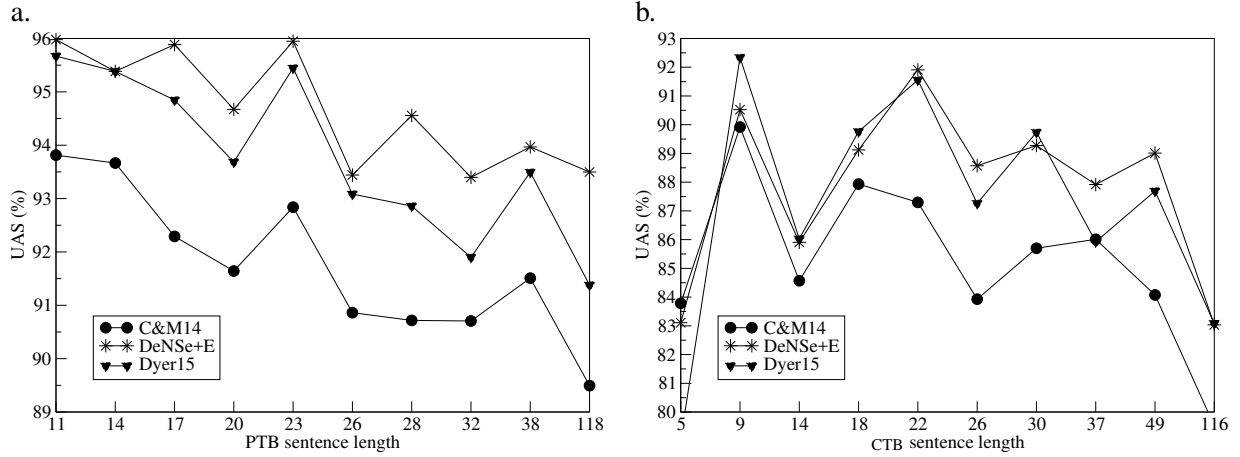 a.
96
95
94
93
92
91
90
89
UAS (%)
C&M14
DeNSe+E
Dyer15
11 14 17 20 23 26 28 32 38 118
PTB sentence length
b.
93
92
91
90
89
88
87
86
85
84
83
82
81
80
UAS (%)
C&M14
DeNSe+E
Dyer15
5 9 14 18 22 26 30 37 49 116
CTB sentence length